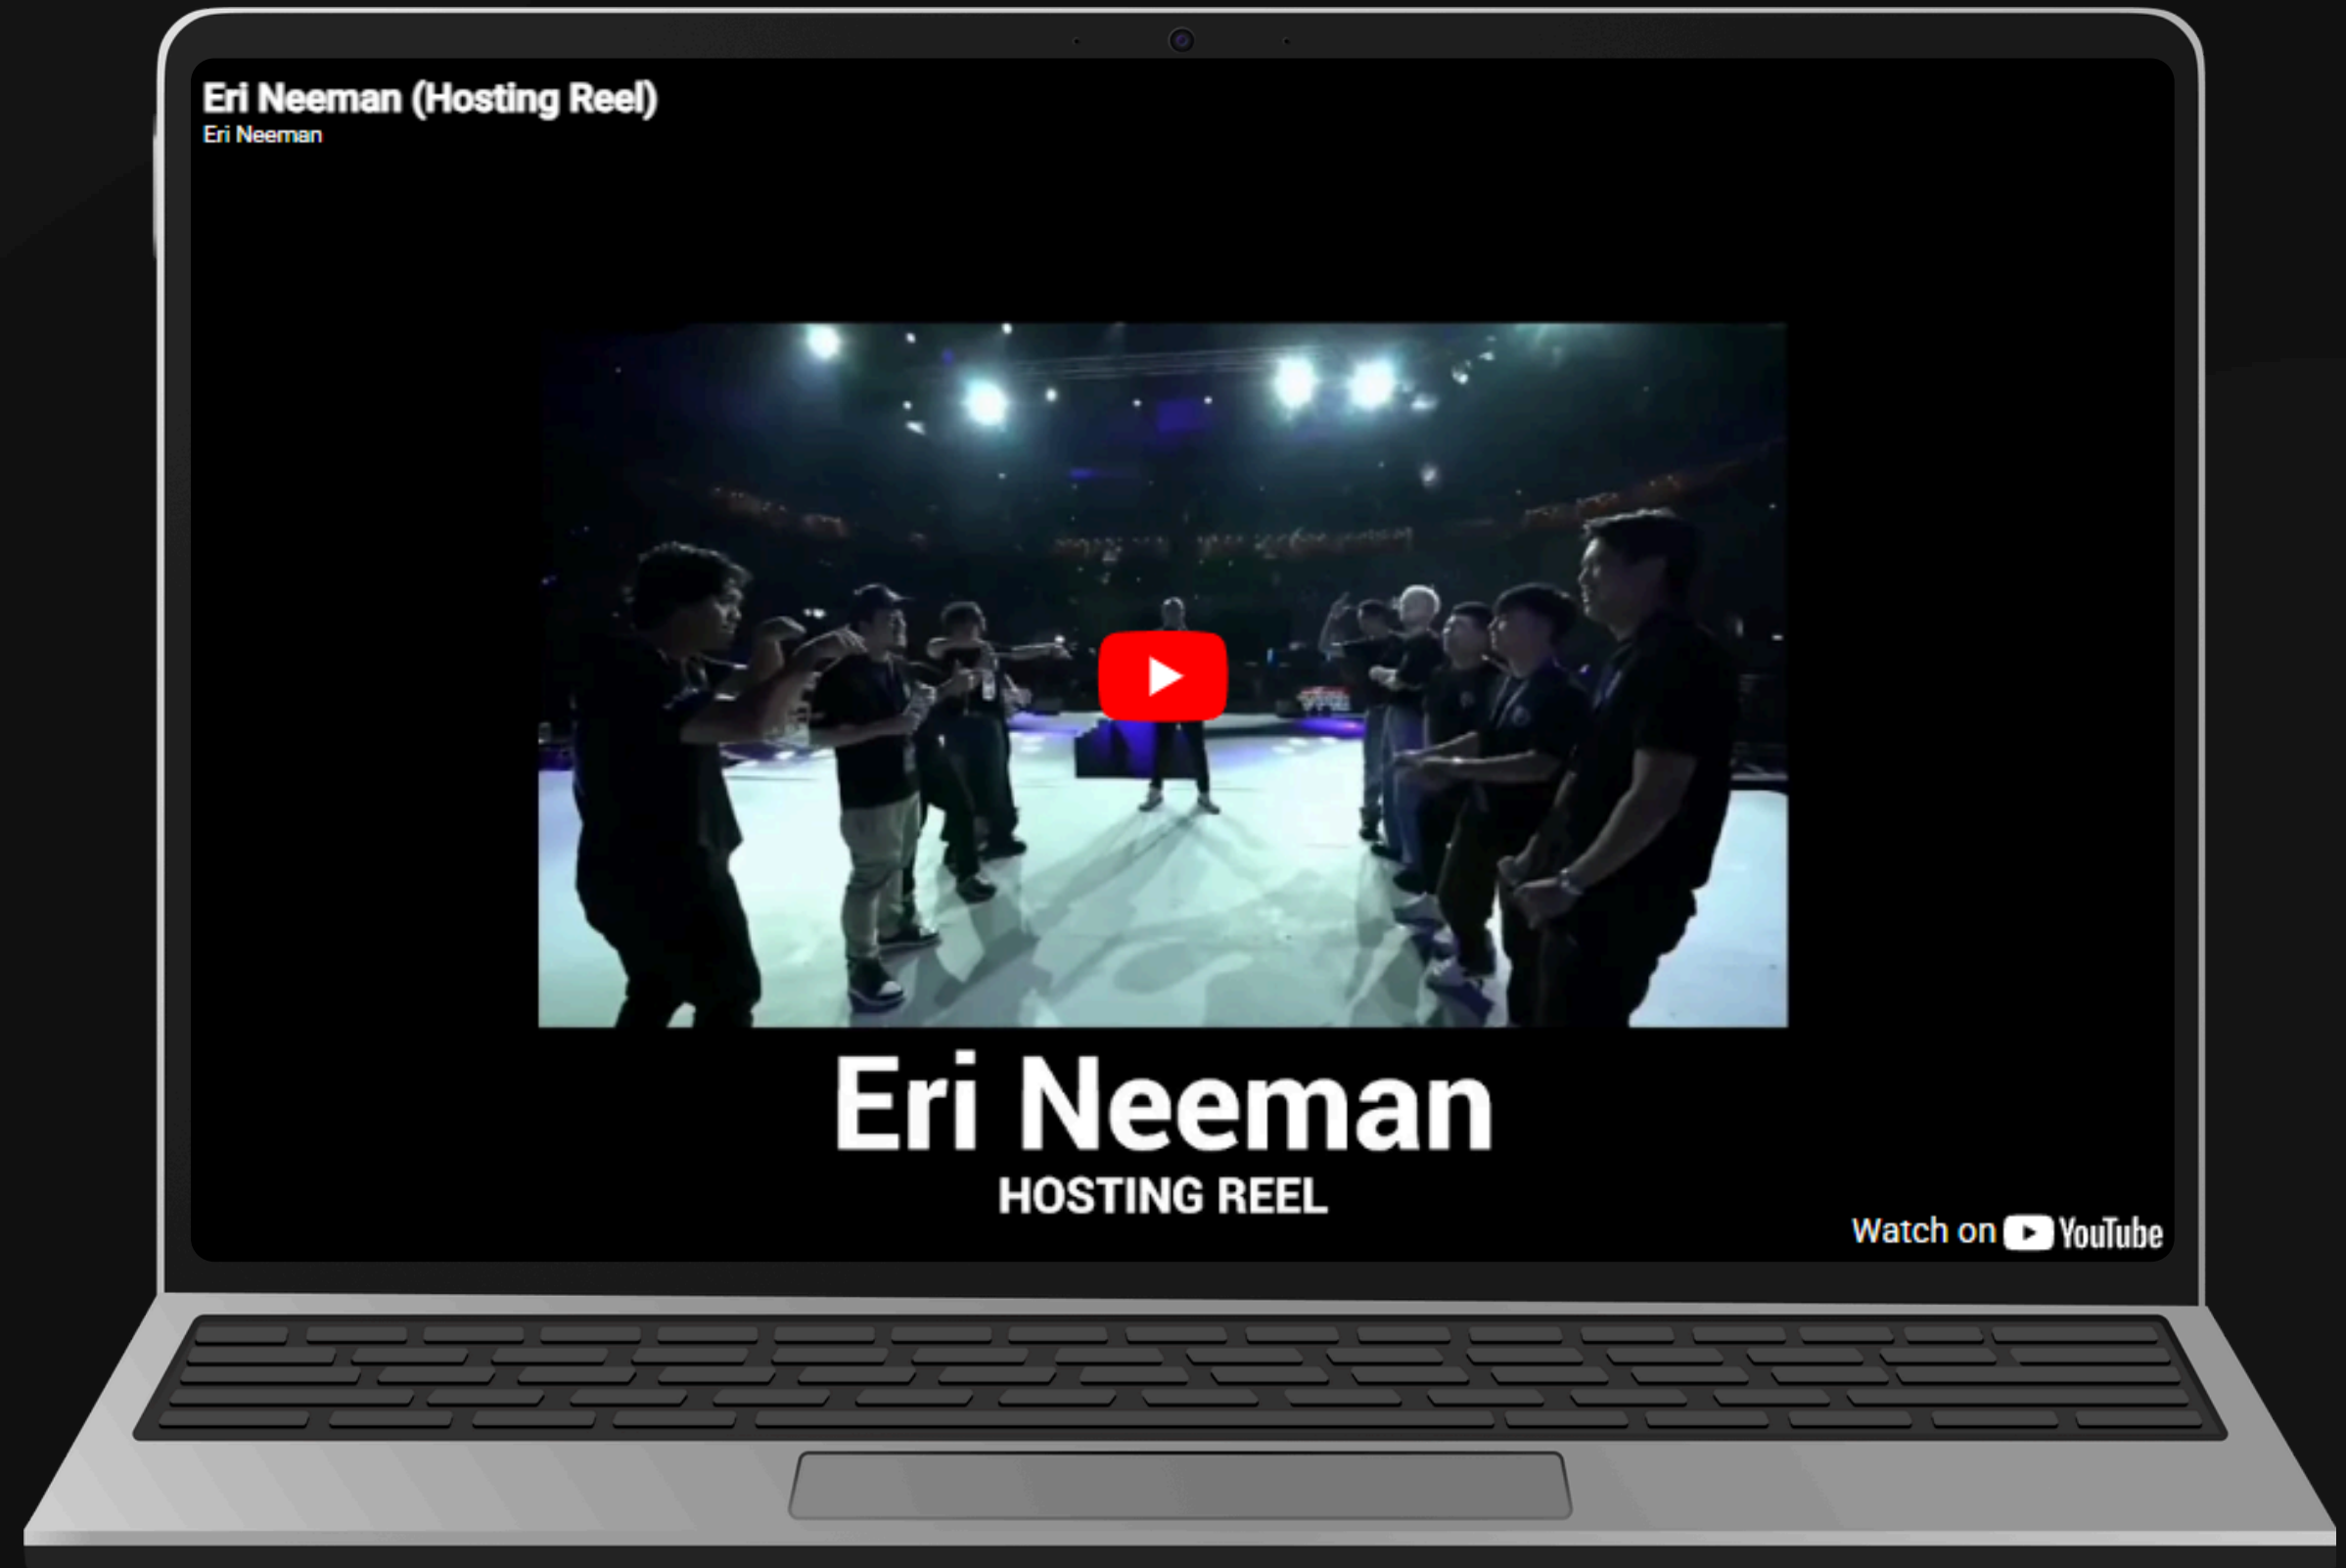 Eri Neeman (Hosting Reel)
Eri Neeman
Eri Neeman
HOSTING REEL
Watch on YouTube